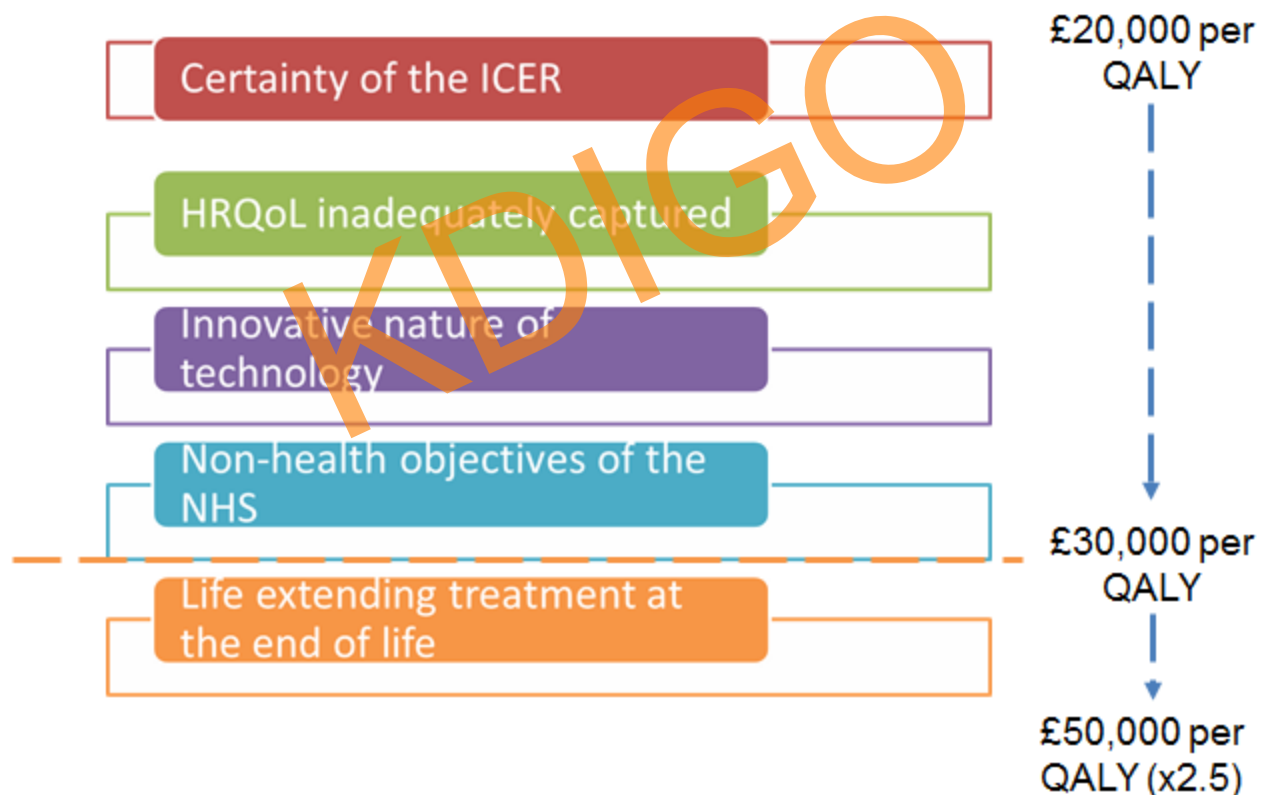 Certainty of the ICER
£20,000 per
QALY
HRQoL inadequately captured
Innovative nature of
technology
Non-health objectives of the
NHS
£30,000 per
QALY
Life extending treatment at
the end of life
£50,000 per
QALY (x2.5)
KDIGO